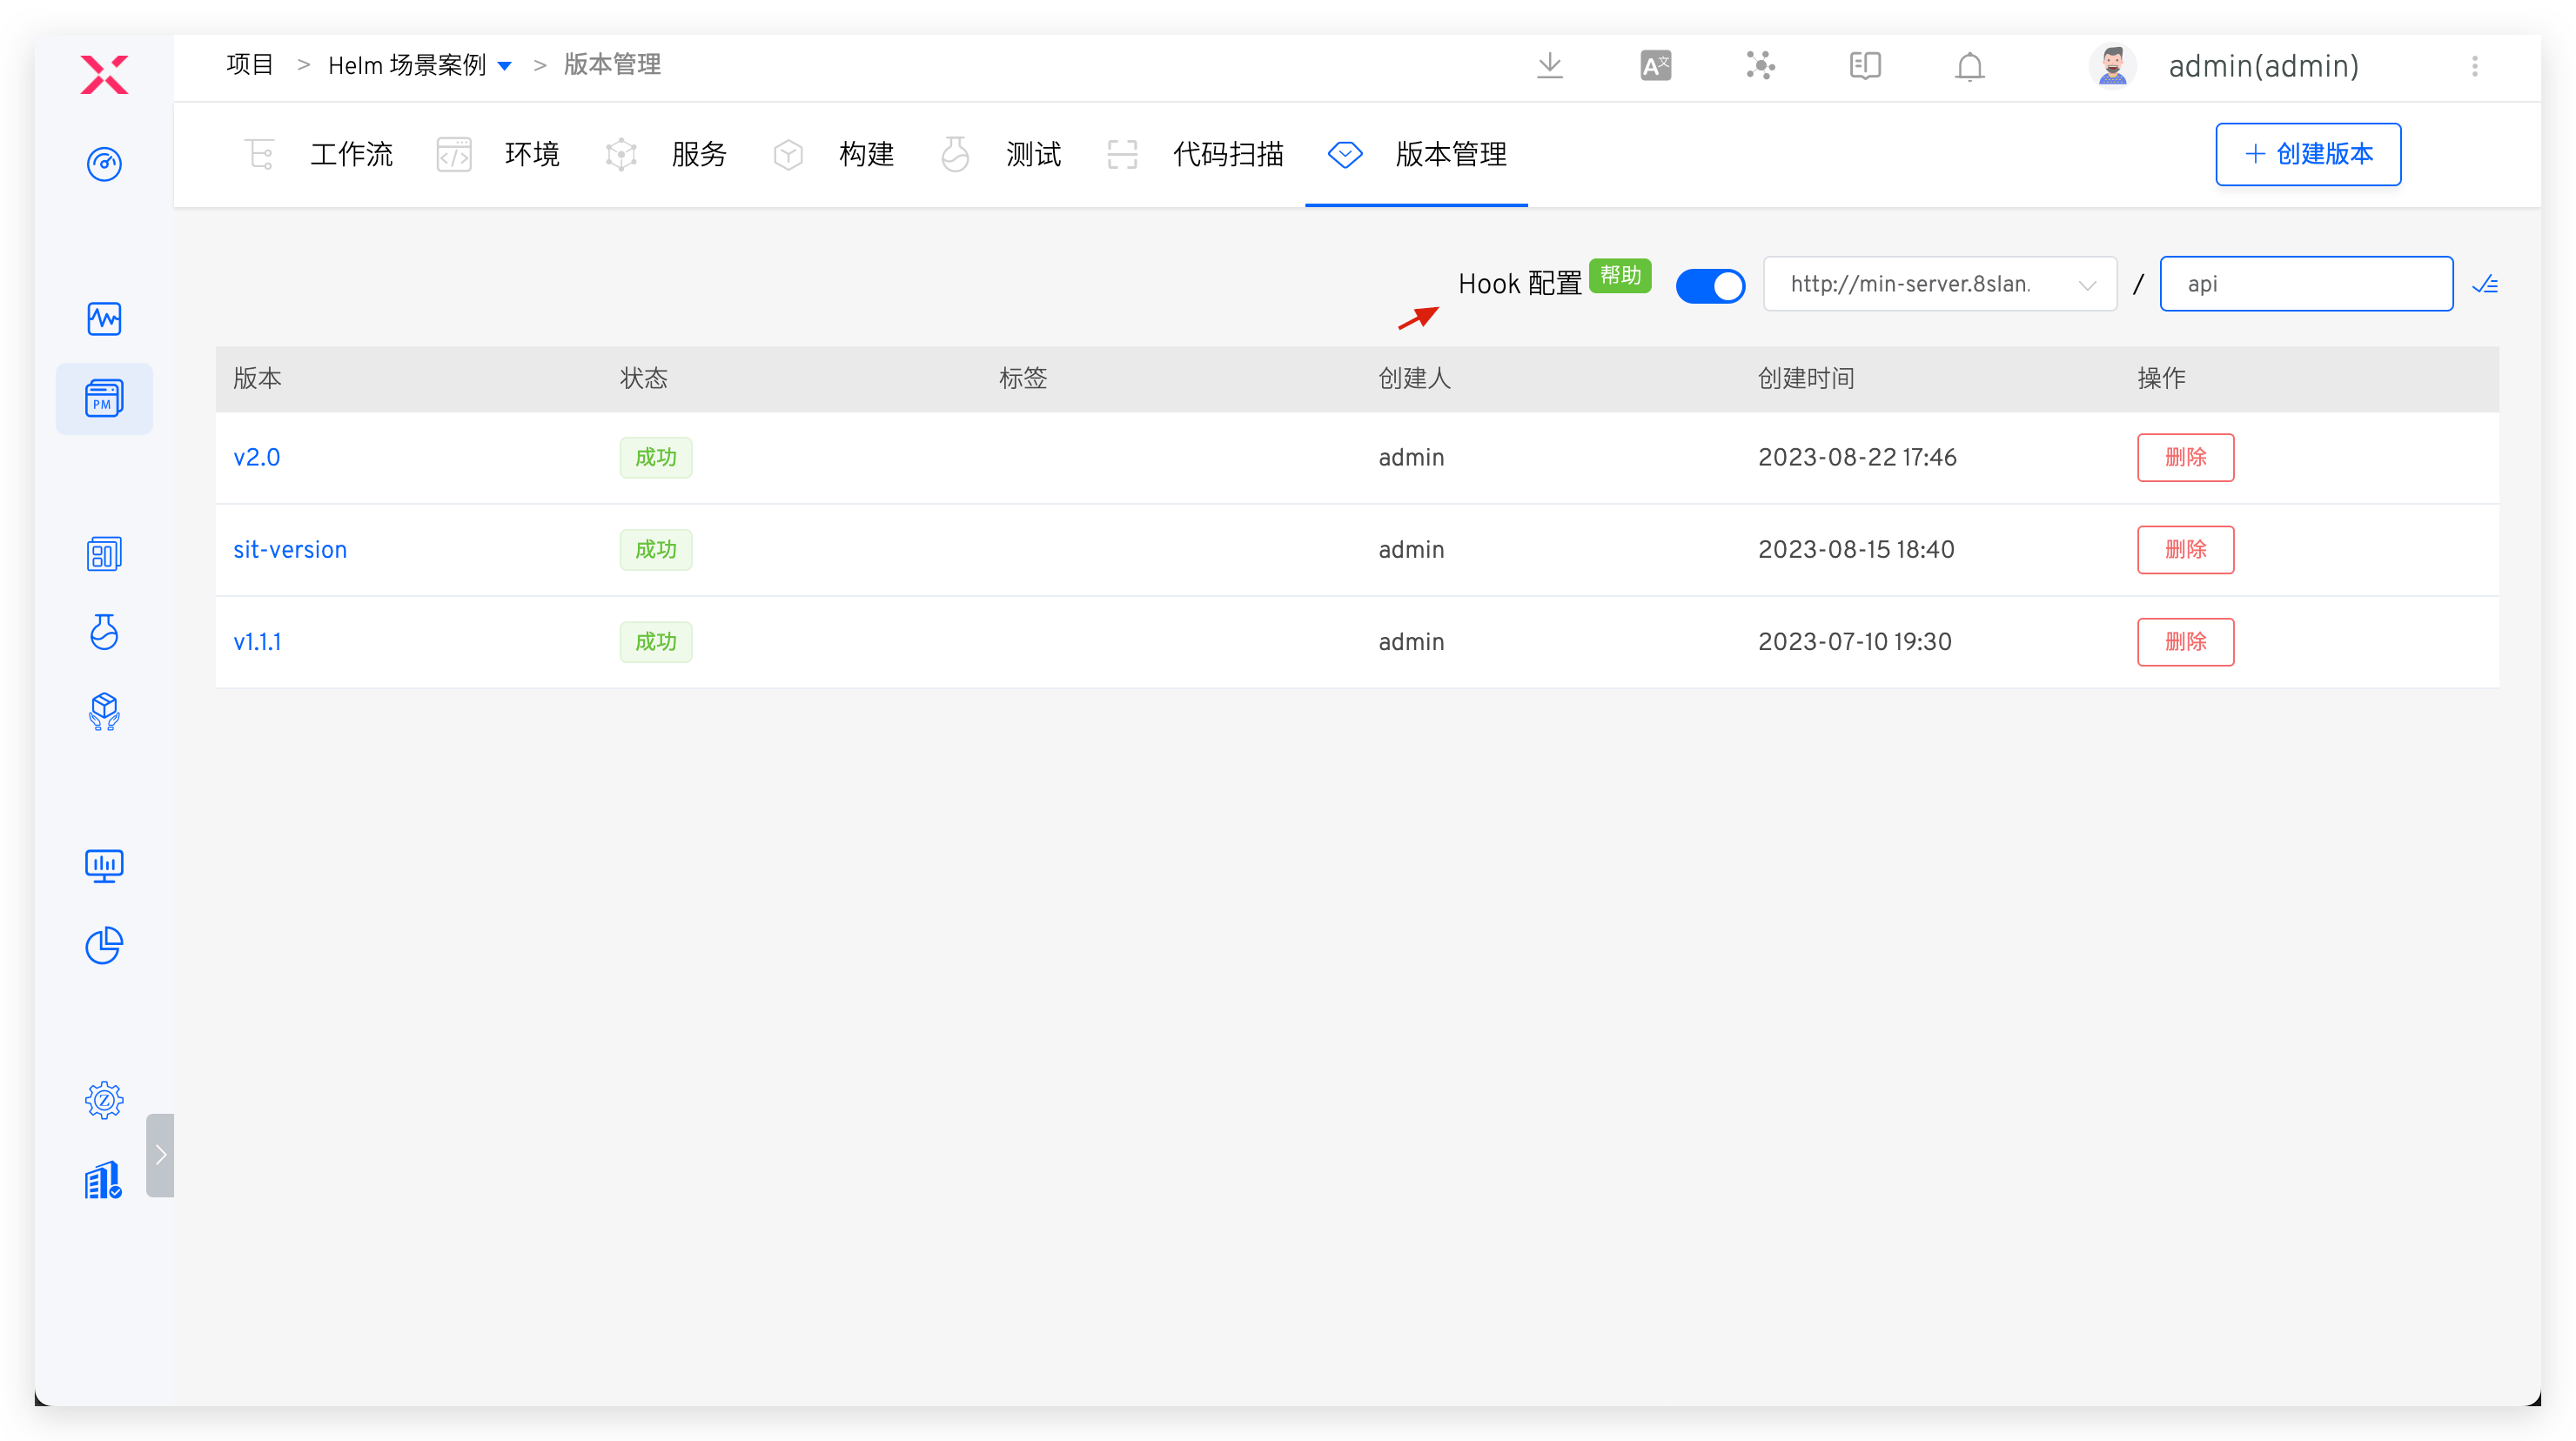 项目 > Helm 场景案例 > 版本管理
admin(admin)
工作流 环境 服务 构建 测试 代码扫描 版本管理
+ 创建版本
Hook 配置 帮助 http://min-server.8slan. / api
版本 状态 标签 创建人 创建时间 操作
v2.0 成功 admin 2023-08-22 17:46 删除
sit-version 成功 admin 2023-08-15 18:40 删除
v1.1.1 成功 admin 2023-07-10 19:30 删除
PM